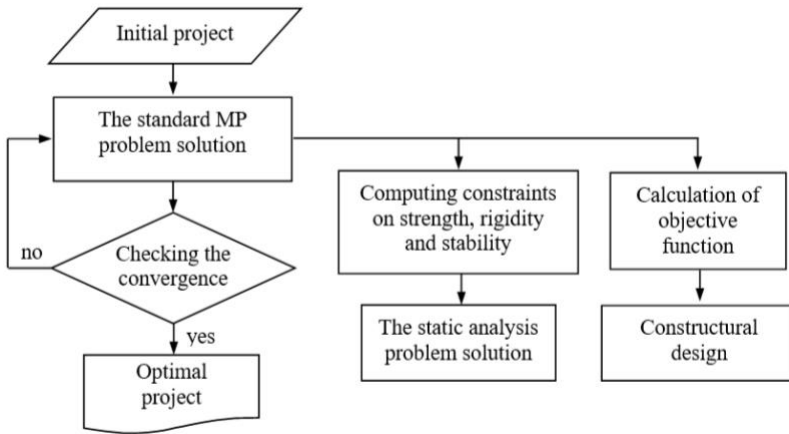 Initial project
The standard MP
problem solution
Computing constraints
on strength, rigidity
and stability
Calculation of
objective
function
no
Checking the
convergence
yes
The static analysis
problem solution
Constructural
design
Optimal
project